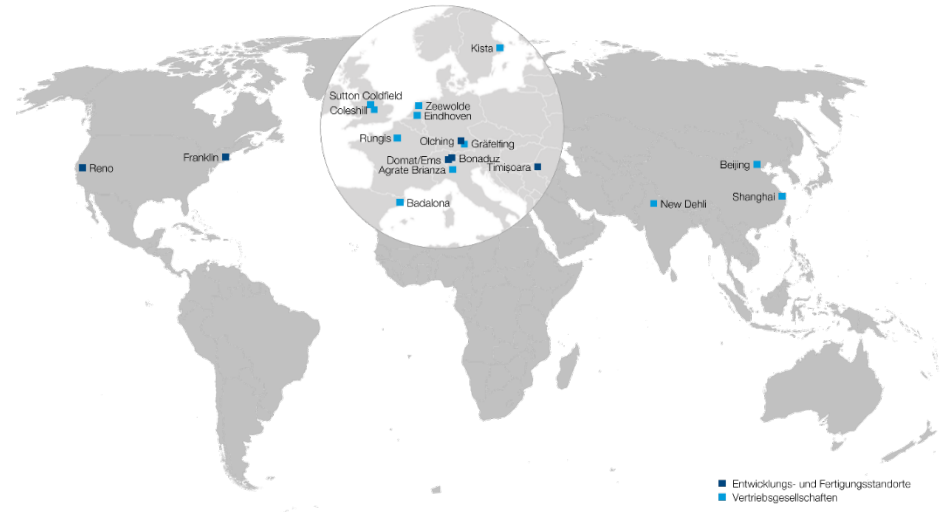 Kista
Sutton Coldfield
Coleshill
Zeewolde
Eindhoven
Rungis
Olching
Gräfelfing
Domat/Ems
Bonaduz
Agrate Brianza
Timişoara
Badalona
Reno
Franklin
Beijing
Shanghai
New Dehli
Entwicklungs- und Fertigungsstandorte
Vertriebsgesellschaften